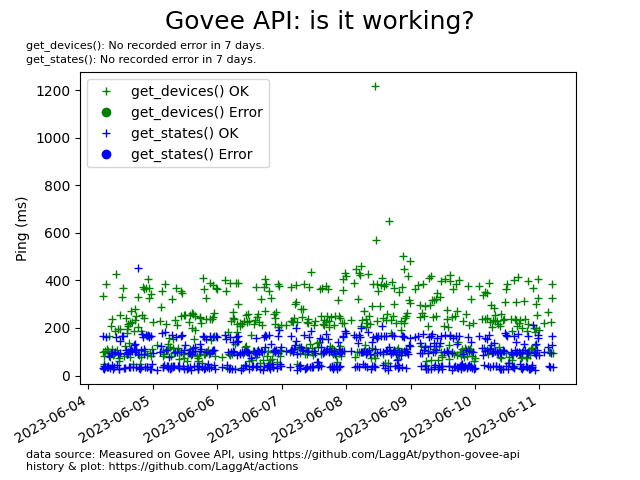 Govee API: is it working?
get_devices(): No recorded error in 7 days.
get_states(): No recorded error in 7 days.
get_devices() OK
get_devices() Error
get_states() OK
get_states() Error
Ping (ms)
1200
1000
800
600
400
200
0
2023-06-04
2023-06-05
2023-06-06
2023-06-07
2023-06-08
2023-06-09
2023-06-10
2023-06-11
data source: Measured on Govee API, using https://github.com/LaggAt/python-govee-api
history & plot: https://github.com/LaggAt/actions